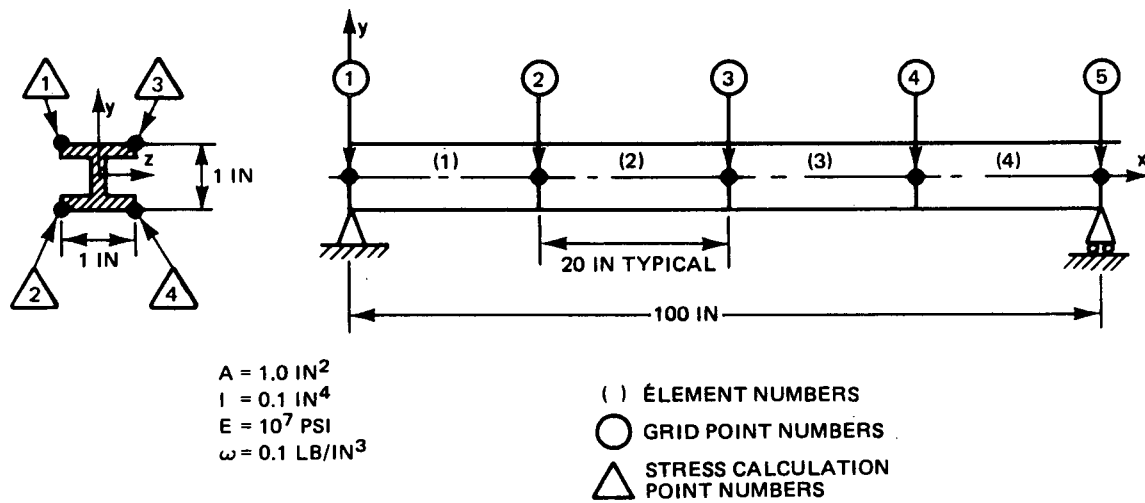 1
3
y
z
1 IN
1 IN
2
4
y
1
2
3
4
5
(1)
(2)
(3)
(4)
x
20 IN TYPICAL
100 IN
A = 1.0 IN²
I = 0.1 IN⁴
E = 10⁷ PSI
ω = 0.1 LB/IN³
( ) ÉLEMENT NUMBERS
GRID POINT NUMBERS
STRESS CALCULATION
POINT NUMBERS